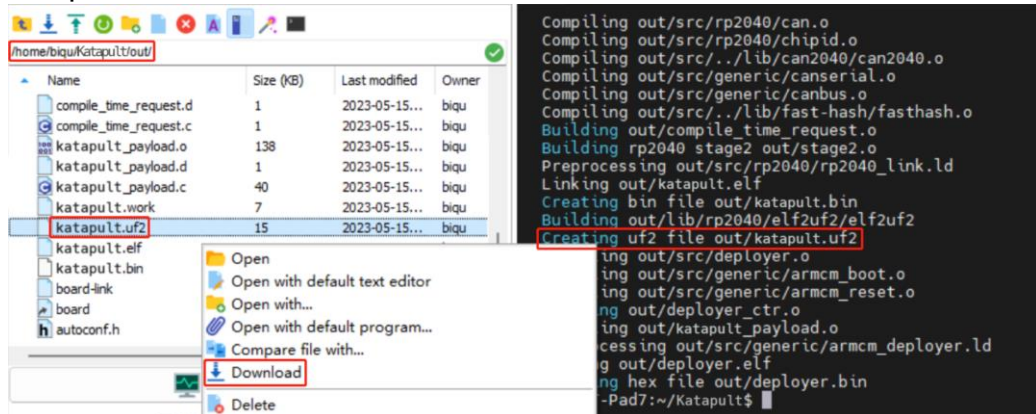 /home/biqu/Katapult/out/
Name Size (KB) Last modified Owner
compile_time_request.d 1 2023-05-15... biqu
compile_time_request.c 1 2023-05-15... biqu
katapult_payload.o 138 2023-05-15... biqu
katapult_payload.d 1 2023-05-15... biqu
katapult_payload.c 40 2023-05-15... biqu
katapult.work 7 2023-05-15... biqu
katapult.uf2 15 2023-05-15... biqu
katapult.elf
katapult.bin
board-link
board
autoconf.h
Open
Open with default text editor
Open with...
Open with default program...
Compare file with...
Download
Delete
Compiling out/src/rp2040/can.o
Compiling out/src/rp2040/chipid.o
Compiling out/src/../lib/can2040/can2040.o
Compiling out/src/generic/canserial.o
Compiling out/src/generic/canbus.o
Compiling out/src/../lib/fast-hash/fasthash.o
Building out/compile_time_request.o
Building rp2040 stage2 out/stage2.o
Preprocessing out/src/rp2040/rp2040_link.ld
Linking out/katapult.elf
Creating bin file out/katapult.bin
Building out/lib/rp2040/elf2uf2/elf2uf2
Creating uf2 file out/katapult.uf2
ing out/src/deployer.o
ing out/src/generic/armcm_boot.o
ing out/src/generic/armcm_reset.o
ng out/deployer_ctr.o
ing out/katapult_payload.o
cessing out/src/generic/armcm_deployer.ld
g out/deployer.elf
ng hex file out/deployer.bin
-Pad7:~/Katapult$